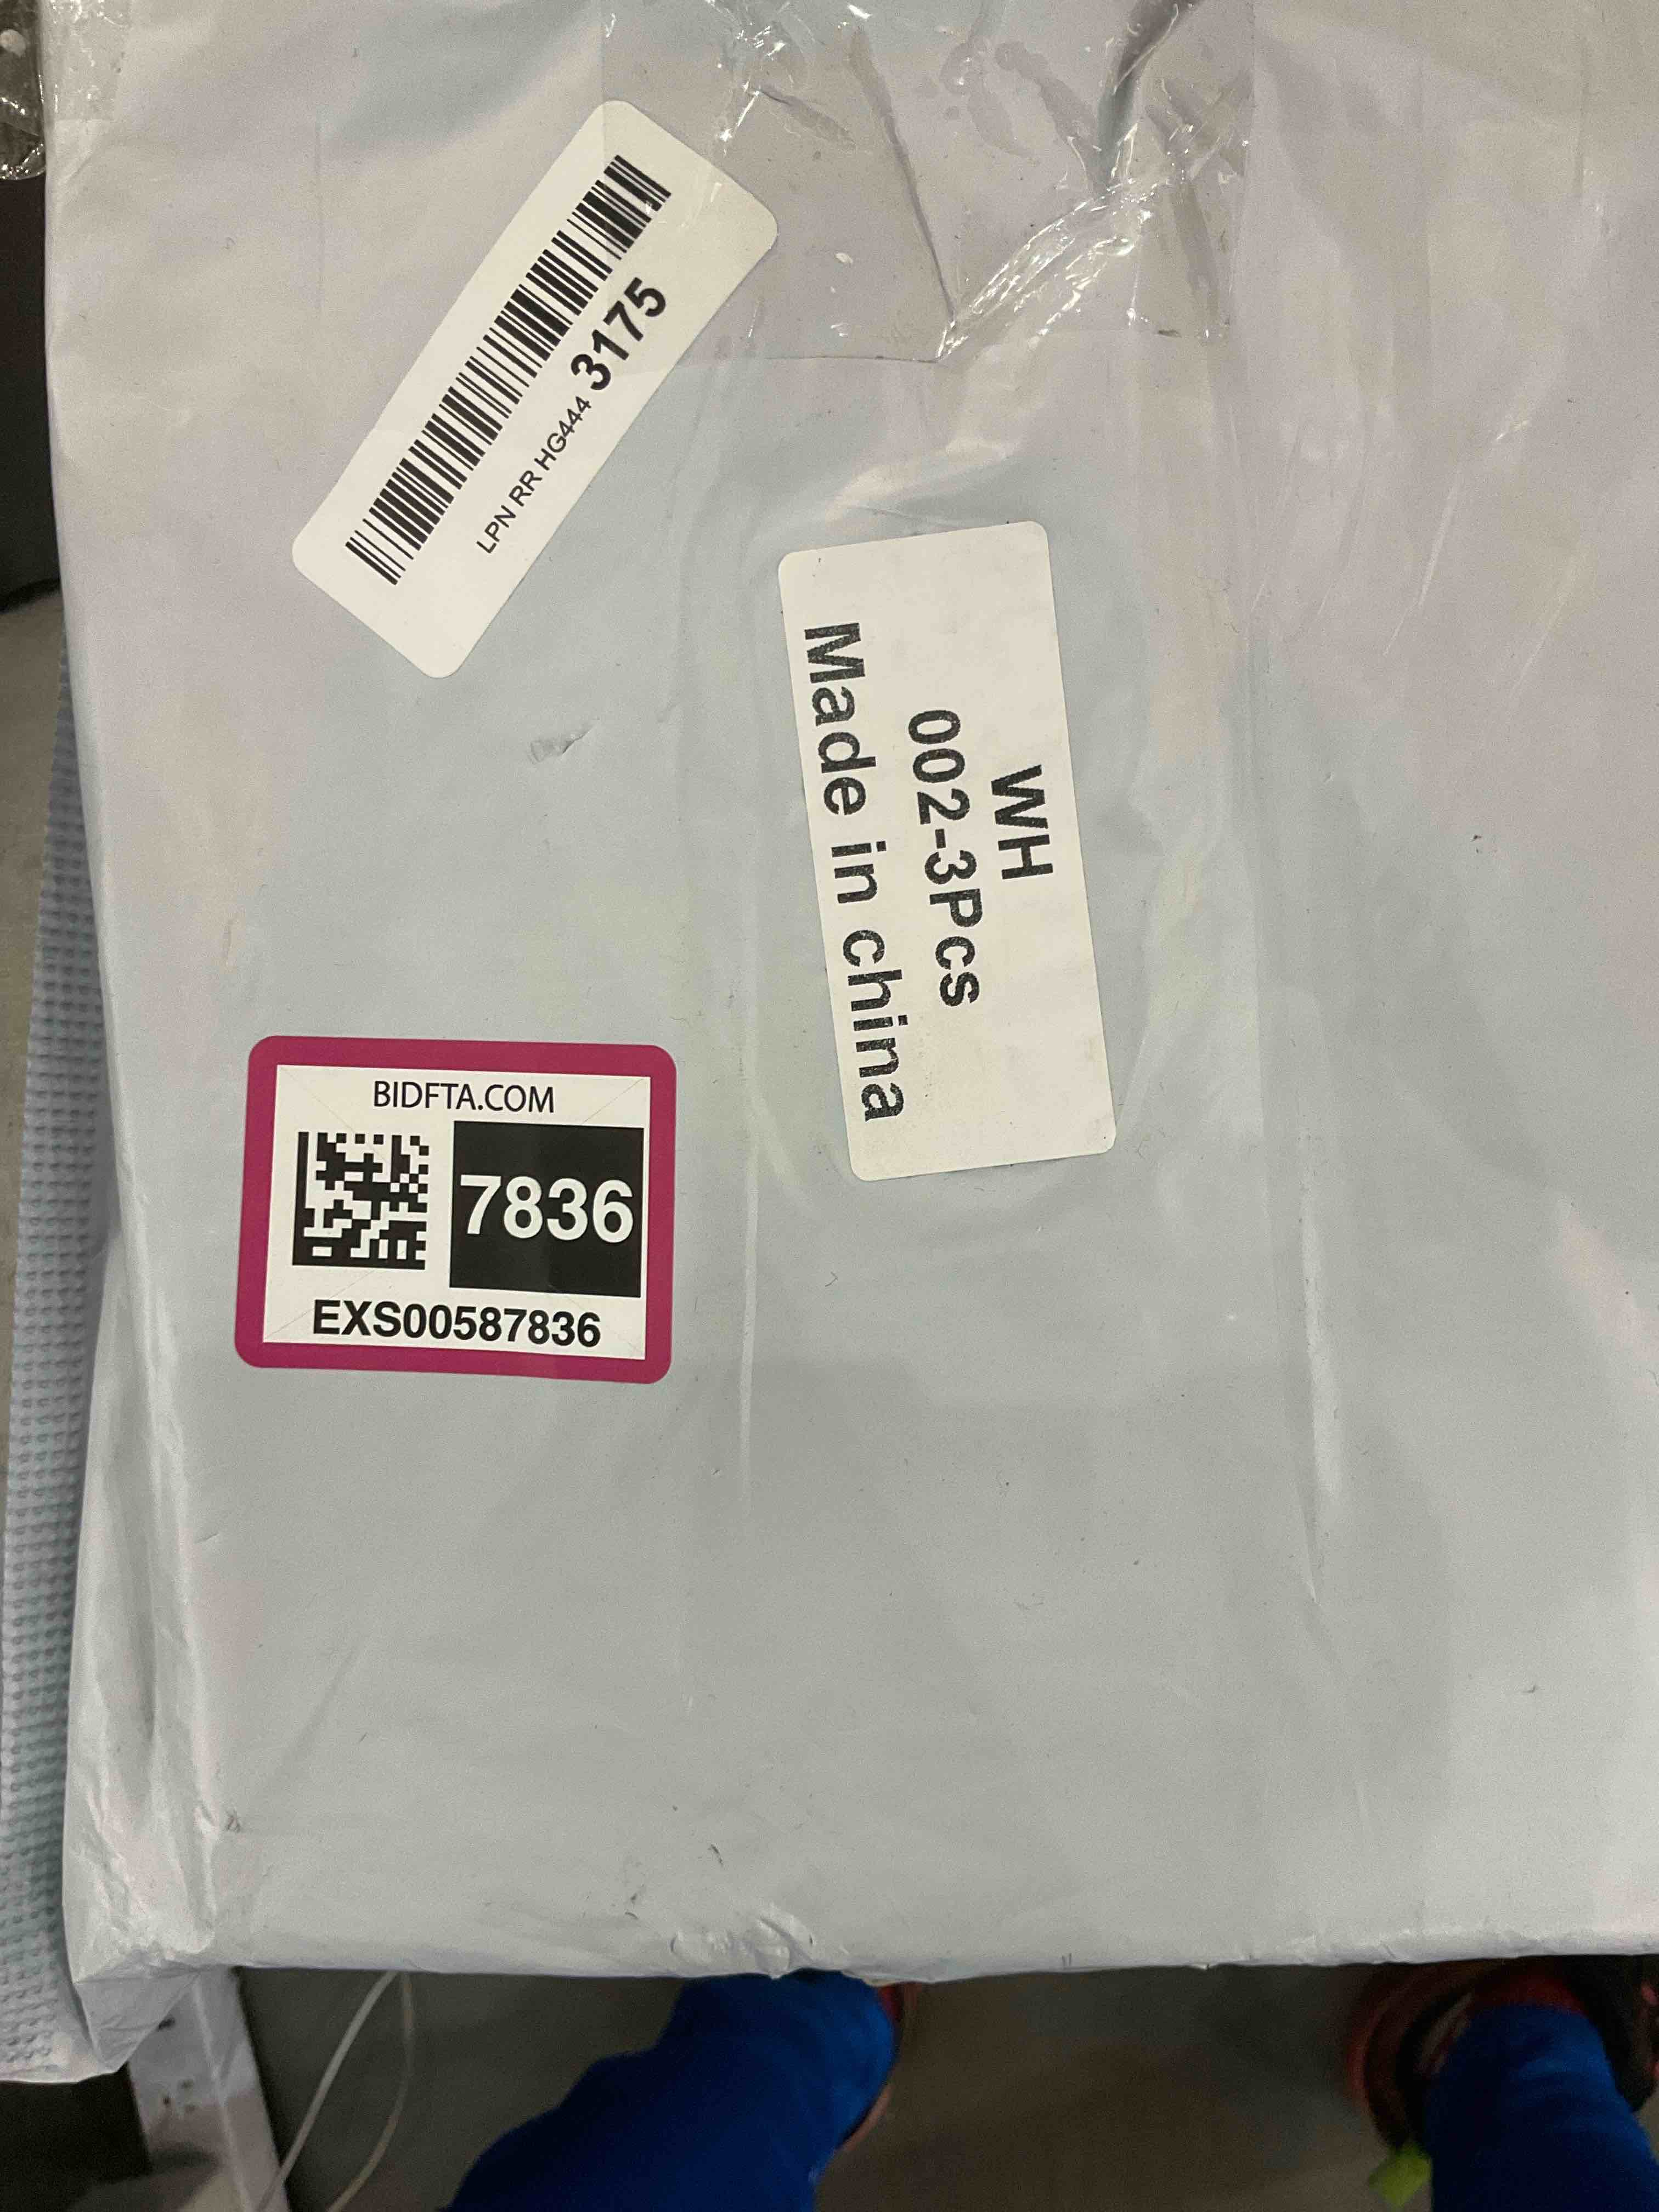 LPN RR HG444 3175
WH
002-3Pcs
Made in china
BIDFTA.COM
7836
EXS00587836